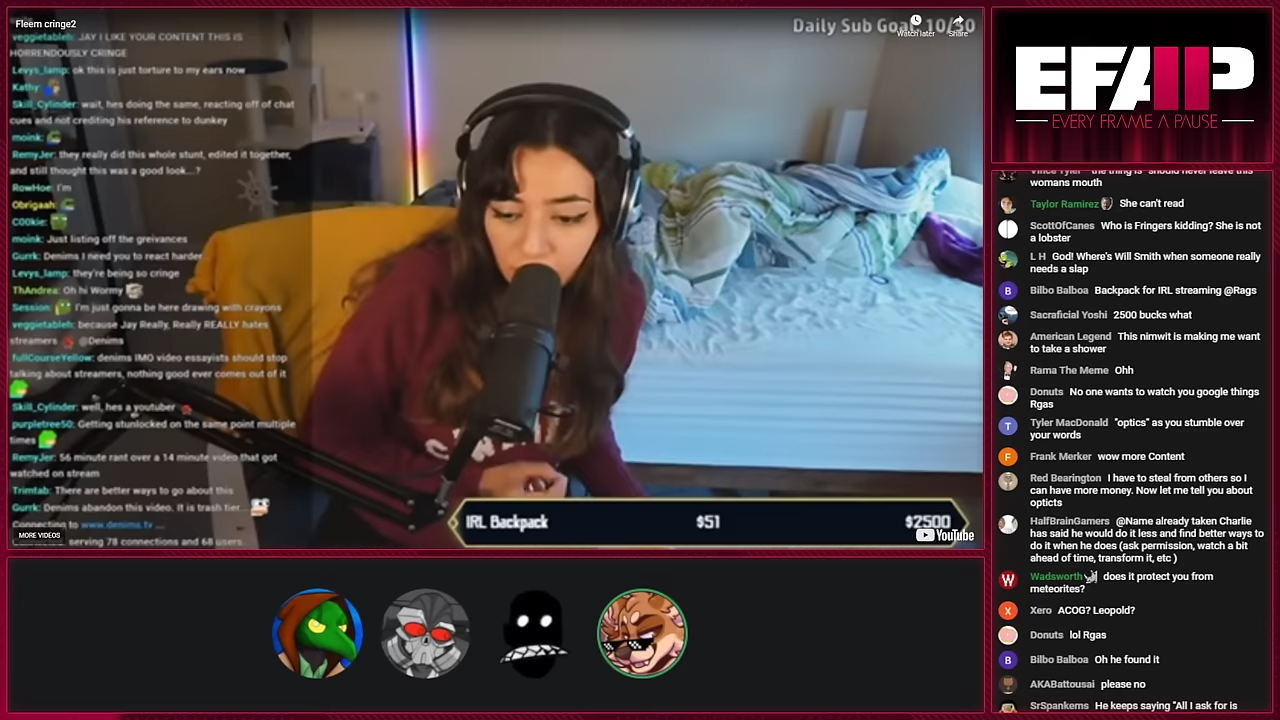 Fleem cringe2
Daily Sub Goal 10/30
Watch later
Share
veggietableh: JAY I LIKE YOUR CONTENT THIS IS
HORRENDOUSLY CRINGE
Levys_lamp: ok this is just torture to my ears now
Kathy
Skill_Cylinder: wait, hes doing the same, reacting off of chat
cues and not crediting his reference to dunkey
moink:
RemyJer: they really did this whole stunt, edited it together,
and still thought this was a good look...?
RowHoe: I'm
Obrigaah:
C00kie:
moink: Just listing off the greivances
Gurrk: Denims I need you to react harder
Levys_lamp: they're being so cringe
ThAndrea: Oh hi Wormy
Session: I'm just gonna be here drawing with crayons
veggietableh: because Jay Really, Really REALLY hates
streamers @Denims
fullCourseYellow: denims IMO video essayists should stop
talking about streamers, nothing good ever comes out of it
Skill_Cylinder: well, hes a youtuber
purpletree50: Getting stunlocked on the same point multiple
times
RemyJer: 56 minute rant over a 14 minute video that got
watched on stream
Trimtab: There are better ways to go about this
Gurrk: Denims abandon this video. It is trash tier...
Connecting to www.denims.tv ...
serving 78 connections and 68 users.
MORE VIDEOS
IRL Backpack $51 $2500
YouTube
EFAP
EVERY FRAME A PAUSE
Vince Tyler "the thing is" should never leave this
womans mouth
Taylor Ramirez She can't read
ScottOfCanes Who is Fringers kidding? She is not
a lobster
L H God! Where's Will Smith when someone really
needs a slap
B Bilbo Balboa Backpack for IRL streaming @Rags
Sacraficial Yoshi 2500 bucks what
American Legend This nimwit is making me want
to take a shower
Rama The Meme Ohh
Donuts No one wants to watch you google things
Rgas
T Tyler MacDonald "optics" as you stumble over
your words
F Frank Merker wow more Content
Red Bearington I have to steal from others so I
can have more money. Now let me tell you about
opticts
HalfBrainGamers @Name already taken Charlie
has said he would do it less and find better ways to
do it when he does (ask permission, watch a bit
ahead of time, transform it, etc )
W Wadsworth does it protect you from
meteorites?
X Xero ACOG? Leopold?
Donuts lol Rgas
B Bilbo Balboa Oh he found it
AKABattousai please no
SrSpankems He keeps saying "All I ask for is